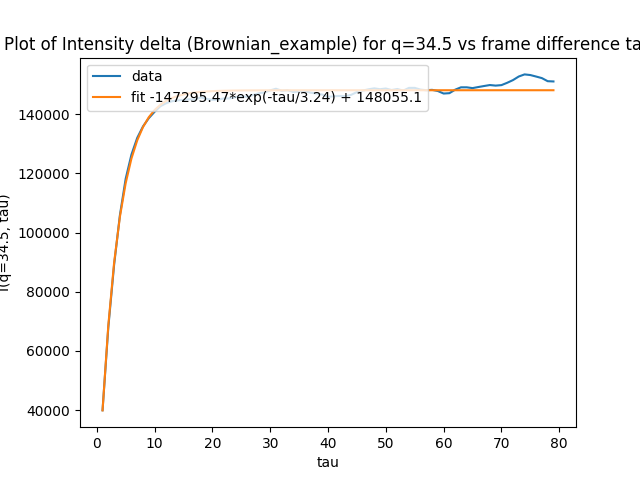 Plot of Intensity delta (Brownian_example) for q=34.5 vs frame difference ta
data
fit -147295.47*exp(-tau/3.24) + 148055.1
140000
120000
100000
80000
60000
40000
I(q=34.5, tau)
0 10 20 30 40 50 60 70 80
tau